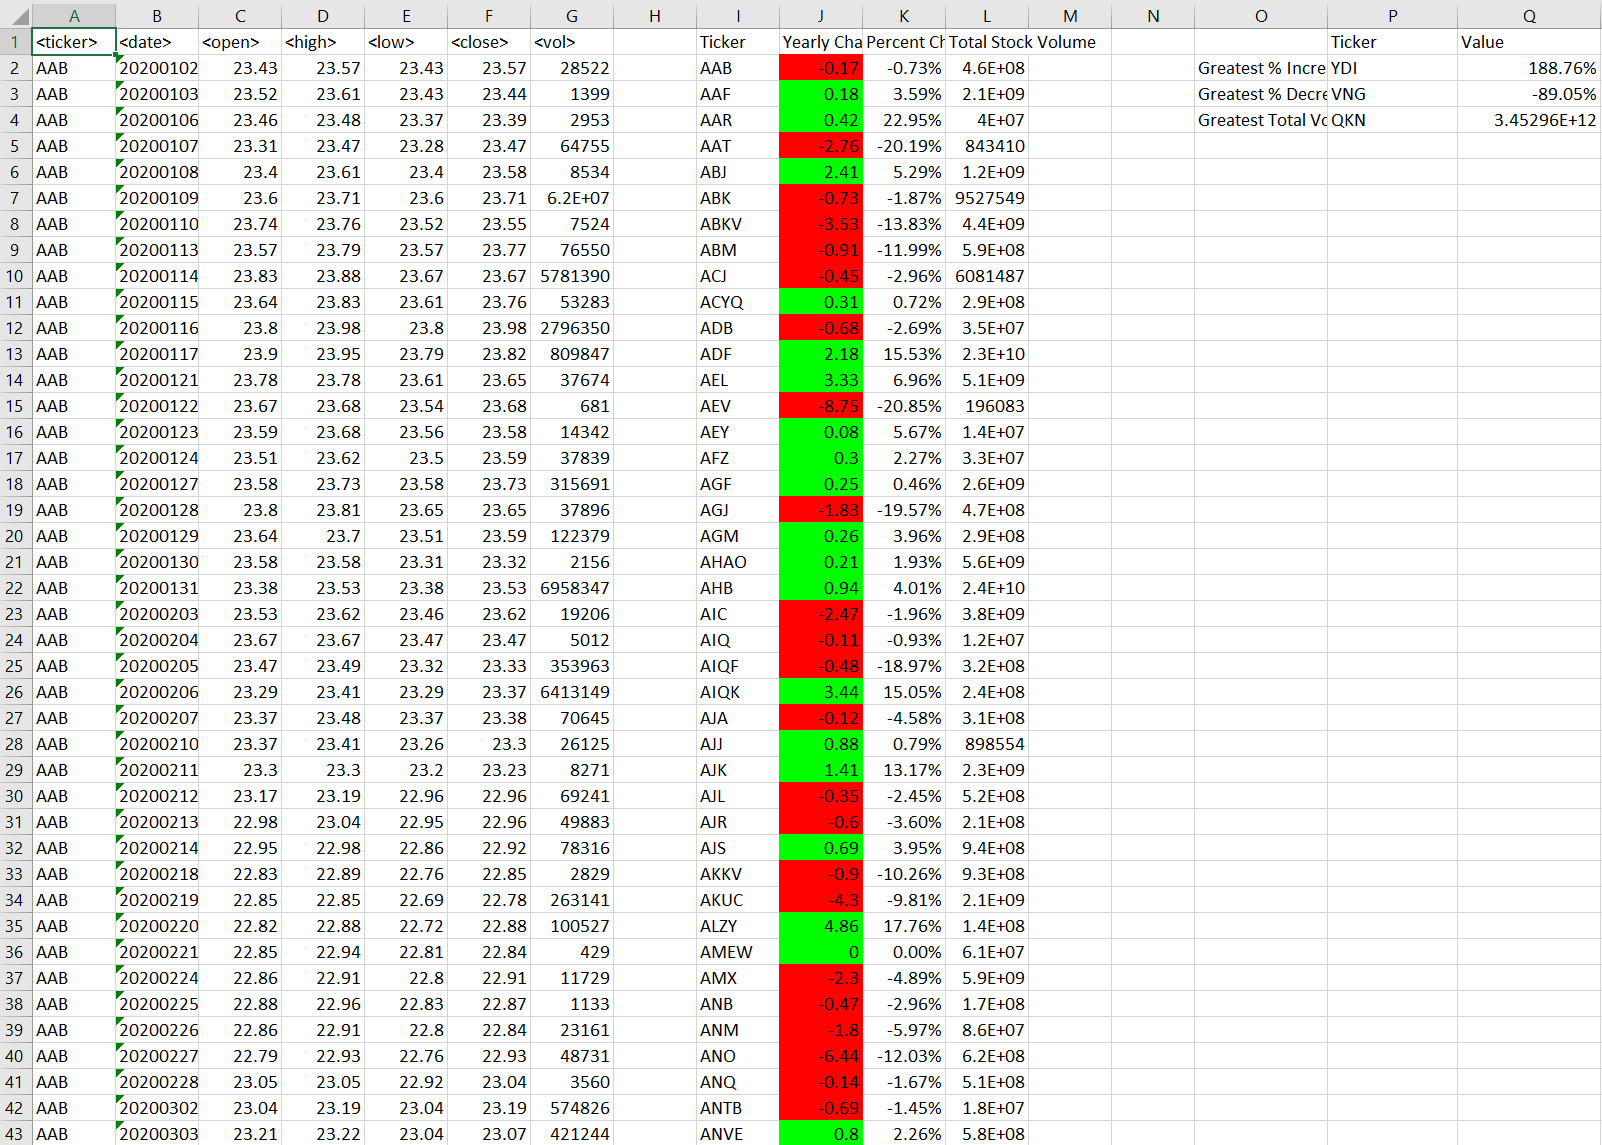 A B C D E F G H I J K L M N O P Q
1 <ticker> <date> <open> <high> <low> <close> <vol> Ticker Yearly Cha Percent Ch Total Stock Volume Ticker Value
2 AAB 20200102 23.43 23.57 23.43 23.57 28522 AAB -0.17 -0.73% 4.6E+08 Greatest % Incre YDI 188.76%
3 AAB 20200103 23.52 23.61 23.43 23.44 1399 AAF 0.18 3.59% 2.1E+09 Greatest % Decre VNG -89.05%
4 AAB 20200106 23.46 23.48 23.37 23.39 2953 AAR 0.42 22.95% 4E+07 Greatest Total Vo QKN 3.45296E+12
5 AAB 20200107 23.31 23.47 23.28 23.47 64755 AAT -2.76 -20.19% 843410
6 AAB 20200108 23.4 23.61 23.4 23.58 8534 ABJ 2.41 5.29% 1.2E+09
7 AAB 20200109 23.6 23.71 23.6 23.71 6.2E+07 ABK -0.73 -1.87% 9527549
8 AAB 20200110 23.74 23.76 23.52 23.55 7524 ABKV -3.53 -13.83% 4.4E+09
9 AAB 20200113 23.57 23.79 23.57 23.77 76550 ABM -0.91 -11.99% 5.9E+08
10 AAB 20200114 23.83 23.88 23.67 23.67 5781390 ACJ -0.45 -2.96% 6081487
11 AAB 20200115 23.64 23.83 23.61 23.76 53283 ACYQ 0.31 0.72% 2.9E+08
12 AAB 20200116 23.8 23.98 23.8 23.98 2796350 ADB -0.68 -2.69% 3.5E+07
13 AAB 20200117 23.9 23.95 23.79 23.82 809847 ADF 2.18 15.53% 2.3E+10
14 AAB 20200121 23.78 23.78 23.61 23.65 37674 AEL 3.33 6.96% 5.1E+09
15 AAB 20200122 23.67 23.68 23.54 23.68 681 AEV -8.75 -20.85% 196083
16 AAB 20200123 23.59 23.68 23.56 23.58 14342 AEY 0.08 5.67% 1.4E+07
17 AAB 20200124 23.51 23.62 23.5 23.59 37839 AFZ 0.3 2.27% 3.3E+07
18 AAB 20200127 23.58 23.73 23.58 23.73 315691 AGF 0.25 0.46% 2.6E+09
19 AAB 20200128 23.8 23.81 23.65 23.65 37896 AGJ -1.83 -19.57% 4.7E+08
20 AAB 20200129 23.64 23.7 23.51 23.59 122379 AGM 0.26 3.96% 2.9E+08
21 AAB 20200130 23.58 23.58 23.31 23.32 2156 AHAO 0.21 1.93% 5.6E+09
22 AAB 20200131 23.38 23.53 23.38 23.53 6958347 AHB 0.94 4.01% 2.4E+10
23 AAB 20200203 23.53 23.62 23.46 23.62 19206 AIC -2.47 -1.96% 3.8E+09
24 AAB 20200204 23.67 23.67 23.47 23.47 5012 AIQ -0.11 -0.93% 1.2E+07
25 AAB 20200205 23.47 23.49 23.32 23.33 353963 AIQF -0.48 -18.97% 3.2E+08
26 AAB 20200206 23.29 23.41 23.29 23.37 6413149 AIQK 3.44 15.05% 2.4E+08
27 AAB 20200207 23.37 23.48 23.37 23.38 70645 AJA -0.12 -4.58% 3.1E+08
28 AAB 20200210 23.37 23.41 23.26 23.3 26125 AJJ 0.88 0.79% 898554
29 AAB 20200211 23.3 23.3 23.2 23.23 8271 AJK 1.41 13.17% 2.3E+09
30 AAB 20200212 23.17 23.19 22.96 22.96 69241 AJL -0.35 -2.45% 5.2E+08
31 AAB 20200213 22.98 23.04 22.95 22.96 49883 AJR -0.6 -3.60% 2.1E+08
32 AAB 20200214 22.95 22.98 22.86 22.92 78316 AJS 0.69 3.95% 9.4E+08
33 AAB 20200218 22.83 22.89 22.76 22.85 2829 AKKV -0.9 -10.26% 9.3E+08
34 AAB 20200219 22.85 22.85 22.69 22.78 263141 AKUC -4.3 -9.81% 2.1E+09
35 AAB 20200220 22.82 22.88 22.72 22.88 100527 ALZY 4.86 17.76% 1.4E+08
36 AAB 20200221 22.85 22.94 22.81 22.84 429 AMEW 0 0.00% 6.1E+07
37 AAB 20200224 22.86 22.91 22.8 22.91 11729 AMX -2.3 -4.89% 5.9E+09
38 AAB 20200225 22.88 22.96 22.83 22.87 1133 ANB -0.47 -2.96% 1.7E+08
39 AAB 20200226 22.86 22.91 22.8 22.84 23161 ANM -1.8 -5.97% 8.6E+07
40 AAB 20200227 22.79 22.93 22.76 22.93 48731 ANO -6.44 -12.03% 6.2E+08
41 AAB 20200228 23.05 23.05 22.92 23.04 3560 ANQ -0.14 -1.67% 5.1E+08
42 AAB 20200302 23.04 23.19 23.04 23.19 574826 ANTB -0.69 -1.45% 1.8E+07
43 AAB 20200303 23.21 23.22 23.04 23.07 421244 ANVE 0.8 2.26% 5.8E+08